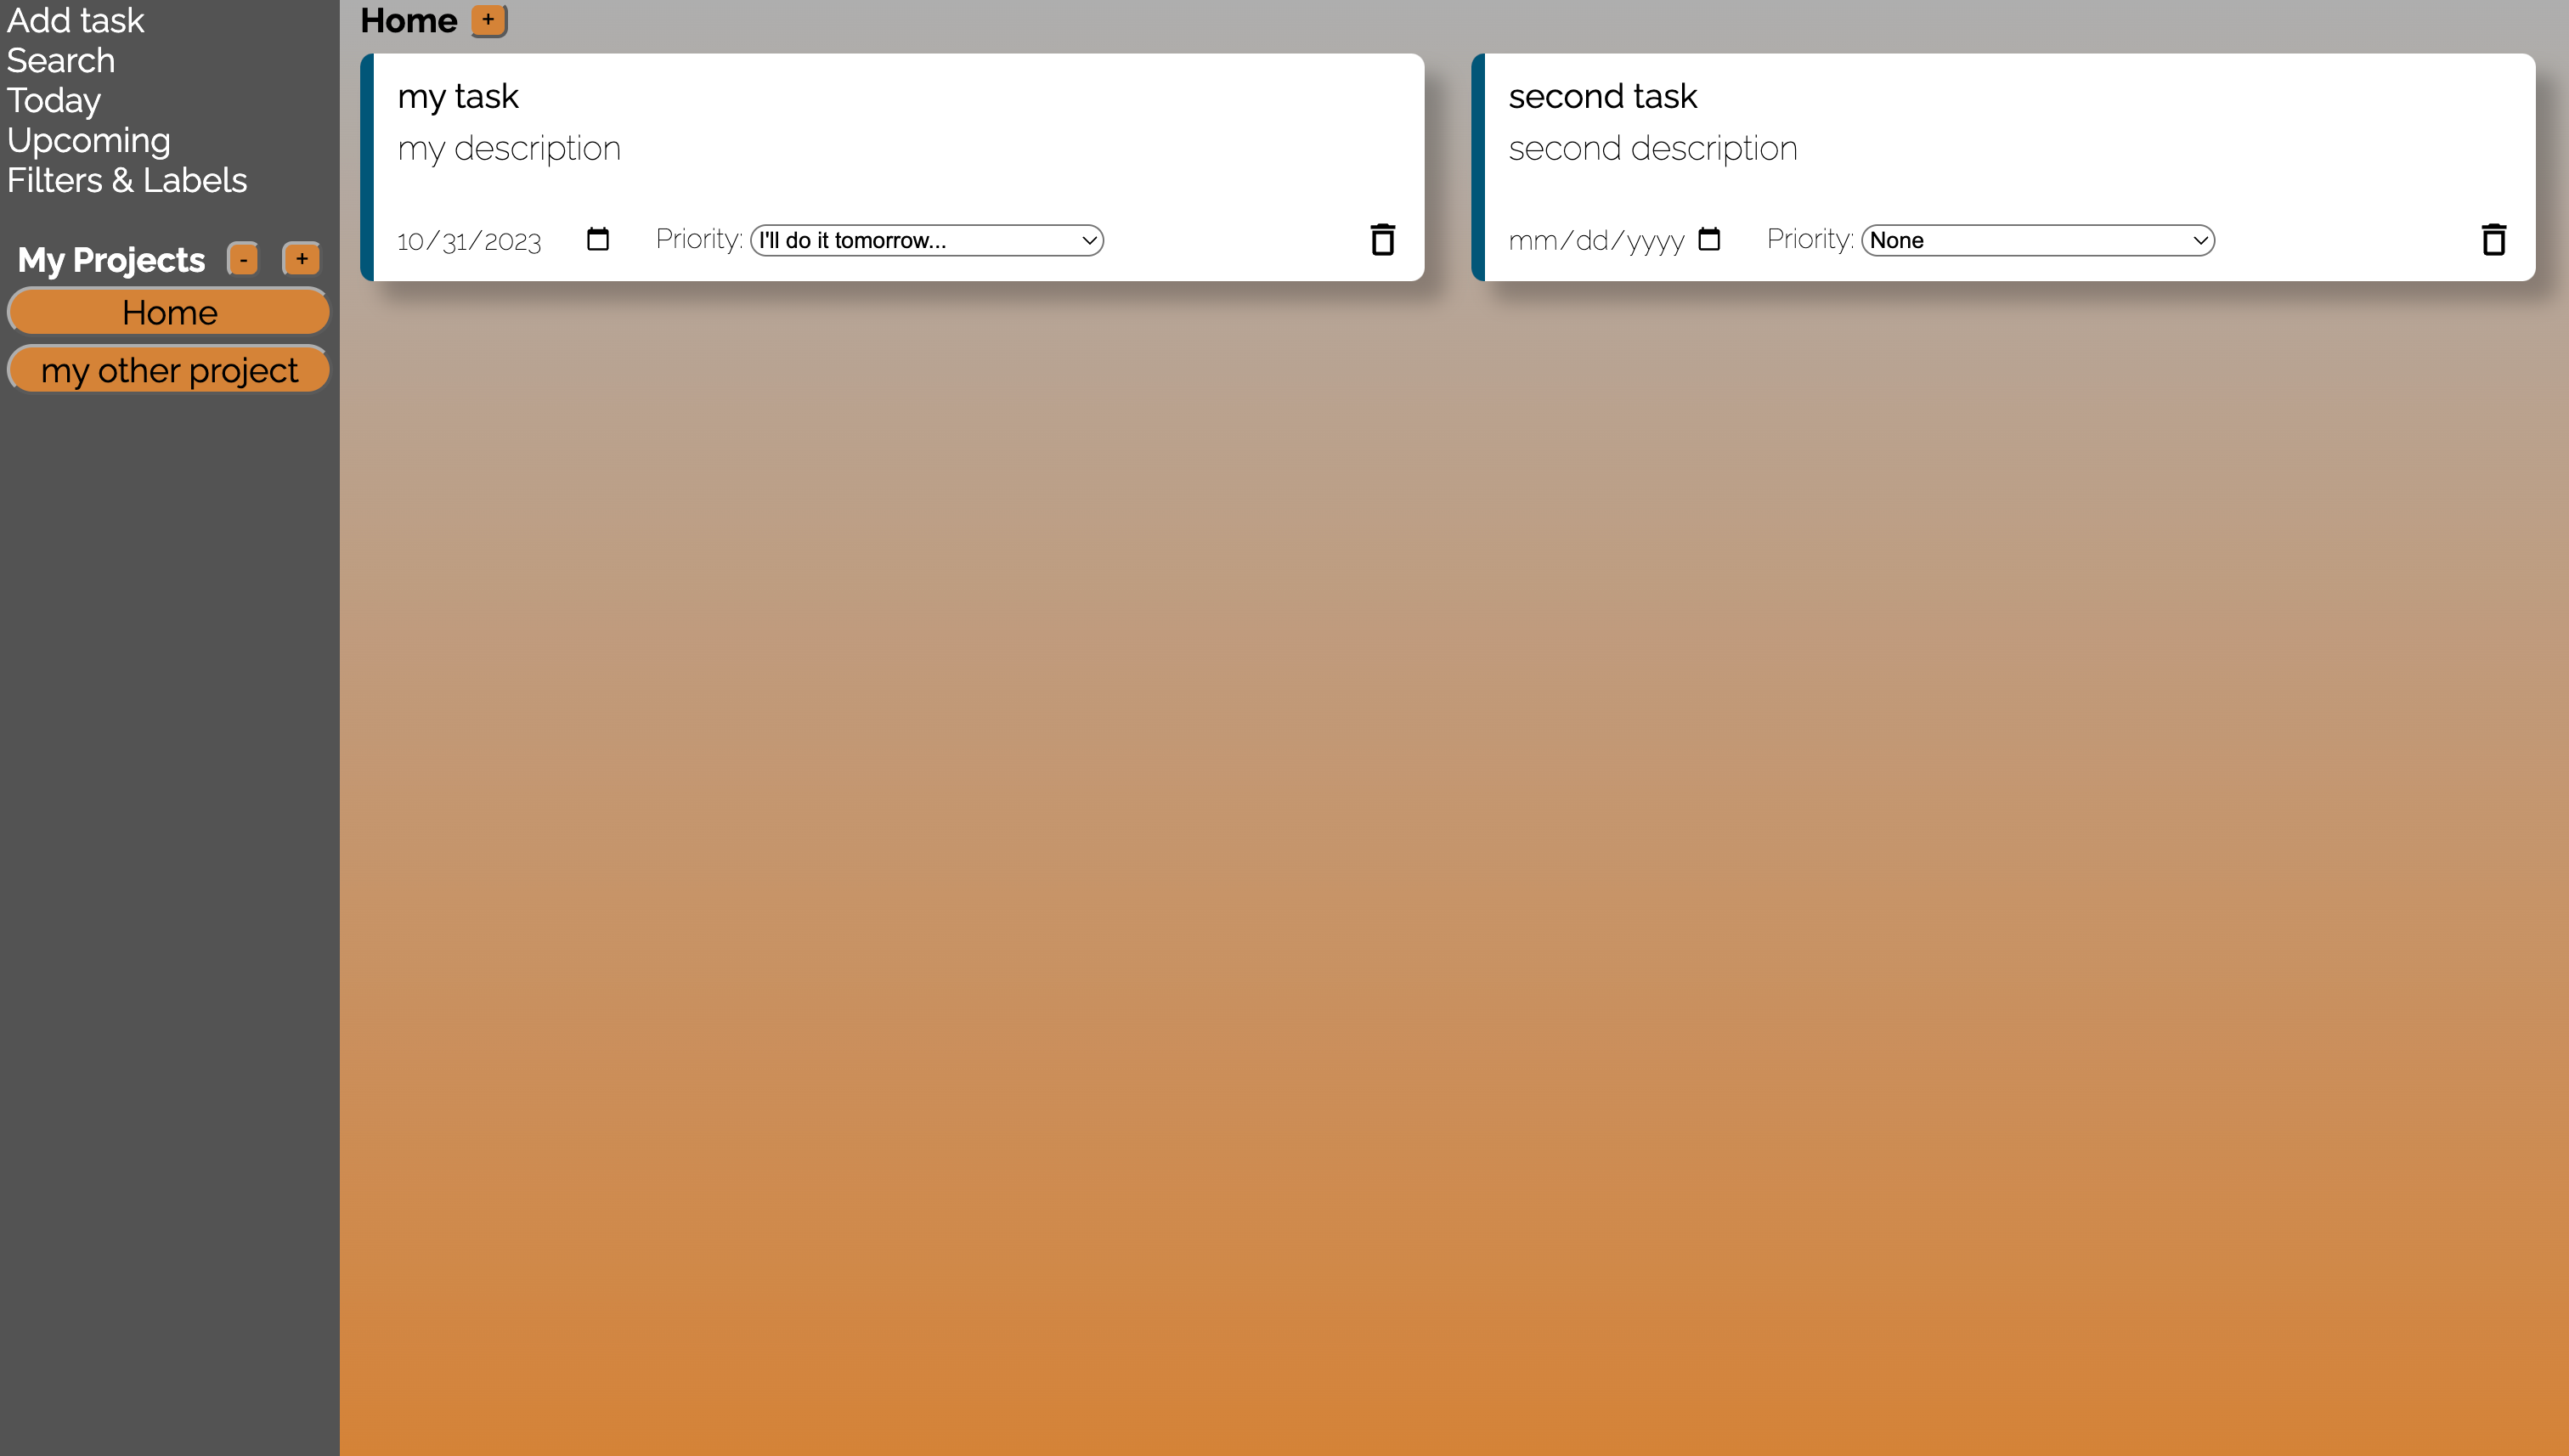 Add task
Search
Today
Upcoming
Filters & Labels
My Projects - +
Home
my other project
Home +
my task
my description
10/31/2023 Priority: I'll do it tomorrow...
second task
second description
mm/dd/yyyy Priority: None